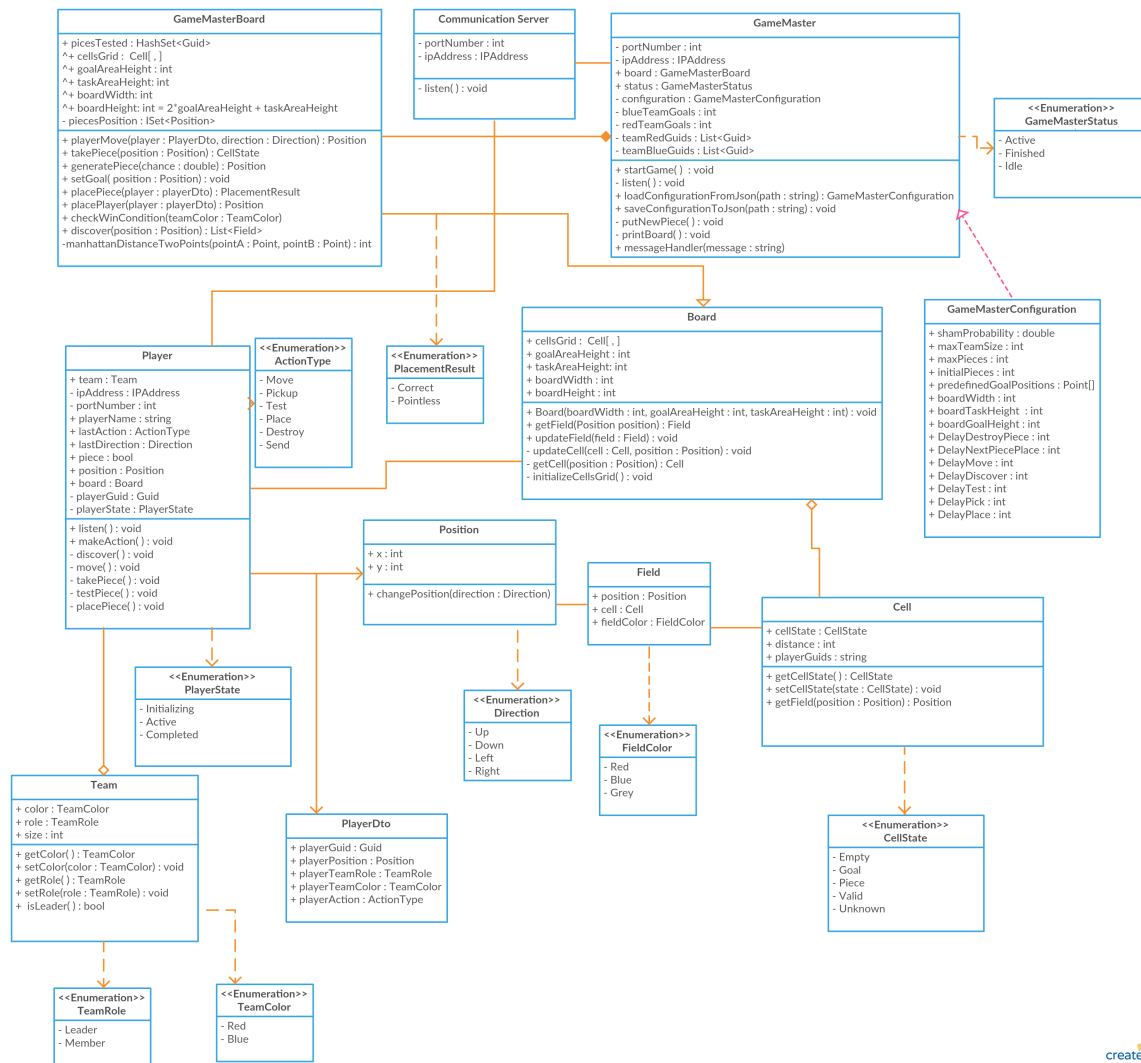 GameMasterBoard
+ picesTested : HashSet<Guid>
^+ cellsGrid :  Cell[ , ]
^+ goalAreaHeight : int
^+ taskAreaHeight: int
^+ boardWidth: int
^+ boardHeight: int = 2*goalAreaHeight + taskAreaHeight
- piecesPosition : ISet<Position>
+ playerMove(player : PlayerDto, direction : Direction) : Position
+ takePiece(position : Position) : CellState
+ generatePiece(chance : double) : Position
+ setGoal( position : Position) : void
+ placePiece(player : playerDto) : PlacementResult
+ placePlayer(player : playerDto) : Position
+ checkWinCondition(teamColor : TeamColor)
+ discover(position : Position) : List<Field>
-manhattanDistanceTwoPoints(pointA : Point, pointB : Point) : int
Communication Server
- portNumber : int
- ipAddress : IPAddress
- listen( ) : void
GameMaster
- portNumber : int
- ipAddress : IPAddress
+ board : GameMasterBoard
+ status : GameMasterStatus
- configuration : GameMasterConfiguration
- blueTeamGoals : int
- redTeamGoals : int
- teamRedGuids : List<Guid>
- teamBlueGuids : List<Guid>
+ startGame( ) : void
- listen( ) : void
+ loadConfigurationFromJson(path : string) : GameMasterConfiguration
+ saveConfigurationToJson(path : string) : void
- putNewPiece( ) : void
- printBoard( ) : void
+ messageHandler(message : string)
<<Enumeration>>
GameMasterStatus
- Active
- Finished
- Idle
GameMasterConfiguration
+ shamProbability : double
+ maxTeamSize : int
+ maxPieces : int
+ initialPieces : int
+ predefinedGoalPositions : Point[]
+ boardWidth : int
+ boardTaskHeight  : int
+ boardGoalHeight : int
+ DelayDestroyPiece : int
+ DelayNextPiecePlace : int
+ DelayMove : int
+ DelayDiscover : int
+ DelayTest : int
+ DelayPick : int
+ DelayPlace : int
Board
+ cellsGrid :  Cell[ , ]
+ goalAreaHeight : int
+ taskAreaHeight: int
+ boardWidth : int
+ boardHeight : int
+ Board(boardWidth : int, goalAreaHeight : int, taskAreaHeight : int) : void
+ getField(Position position) : Field
+ updateField(field : Field) : void
- updateCell(cell : Cell, position : Position) : void
- getCell(position : Position) : Cell
- initializeCellsGrid( ) : void
Player
+ team : Team
- ipAddress : IPAddress
- portNumber : int
+ playerName : string
+ lastAction : ActionType
+ lastDirection : Direction
+ piece : bool
+ position : Position
+ board : Board
- playerGuid : Guid
- playerState : PlayerState
+ listen( ) : void
+ makeAction( ) : void
- discover( ) : void
- move( ) : void
- takePiece( ) : void
- testPiece( ) : void
- placePiece( ) : void
<<Enumeration>>
ActionType
- Move
- Pickup
- Test
- Place
- Destroy
- Send
<<Enumeration>>
PlacementResult
- Correct
- Pointless
Position
+ x : int
+ y : int
+ changePosition(direction : Direction)
Field
+ position : Position
+ cell : Cell
+ fieldColor : FieldColor
Cell
+ cellState : CellState
+ distance : int
+ playerGuids : string
+ getCellState( ) : CellState
+ setCellState(state : CellState) : void
+ getField(position : Position) : Position
<<Enumeration>>
PlayerState
- Initializing
- Active
- Completed
<<Enumeration>>
Direction
- Up
- Down
- Left
- Right
<<Enumeration>>
FieldColor
- Red
- Blue
- Grey
Team
+ color : TeamColor
+ role : TeamRole
+ size : int
+ getColor( ) : TeamColor
+ setColor(color : TeamColor) : void
+ getRole( ) : TeamRole
+ setRole(role : TeamRole) : void
+  isLeader( ) : bool
PlayerDto
+ playerGuid : Guid
+ playerPosition : Position
+ playerTeamRole : TeamRole
+ playerTeamColor : TeamColor
+ playerAction : ActionType
<<Enumeration>>
CellState
- Empty
- Goal
- Piece
- Valid
- Unknown
<<Enumeration>>
TeamRole
- Leader
- Member
<<Enumeration>>
TeamColor
- Red
- Blue
create